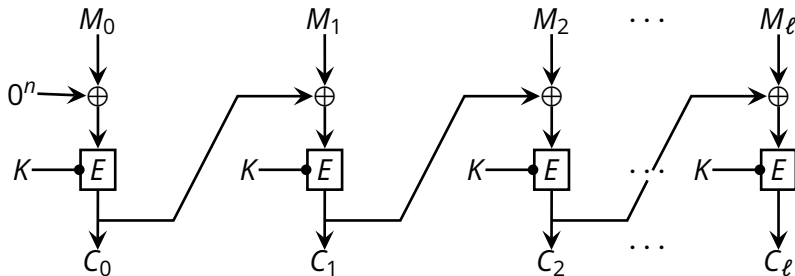 M₀ M₁ M₂ ··· Mℓ
0ⁿ
K E K E K E ··· K E
C₀ C₁ C₂ ··· Cℓ